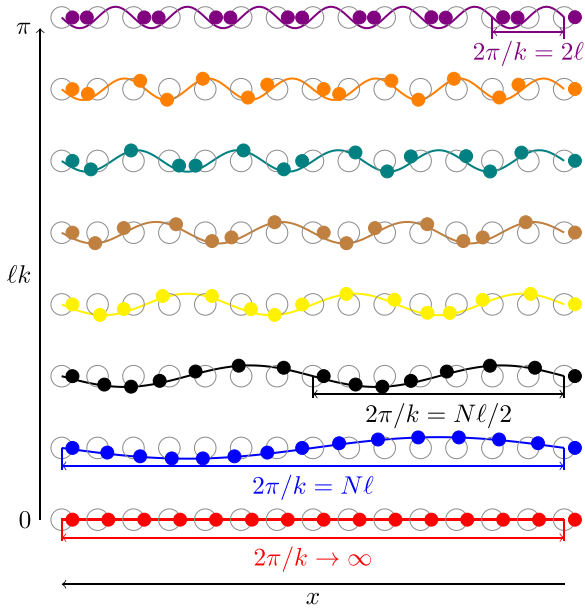 π
2π/k = 2ℓ
ℓk
2π/k = Nℓ/2
2π/k = Nℓ
0
2π/k → ∞
x